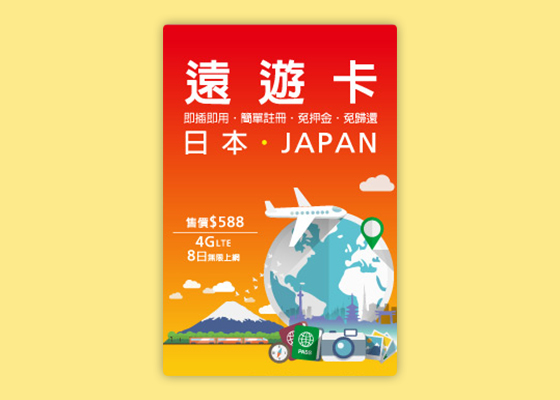 遠遊卡
即插即用・簡單註冊・免押金・免歸還
日本・JAPAN
售價$588
4G LTE
8日無限上網
PASS